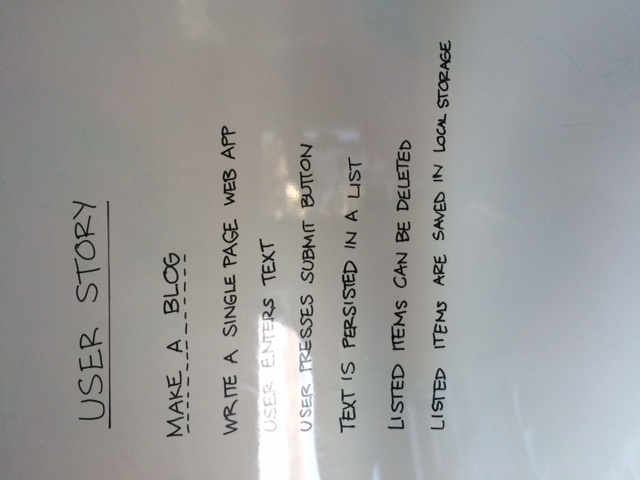 USER STORY
MAKE A BLOG
WRITE A SINGLE PAGE WEB APP
USER ENTERS TEXT
USER PRESSES SUBMIT BUTTON
TEXT IS PERSISTED IN A LIST
LISTED ITEMS CAN BE DELETED
LISTED ITEMS ARE SAVED IN LOCAL STORAGE